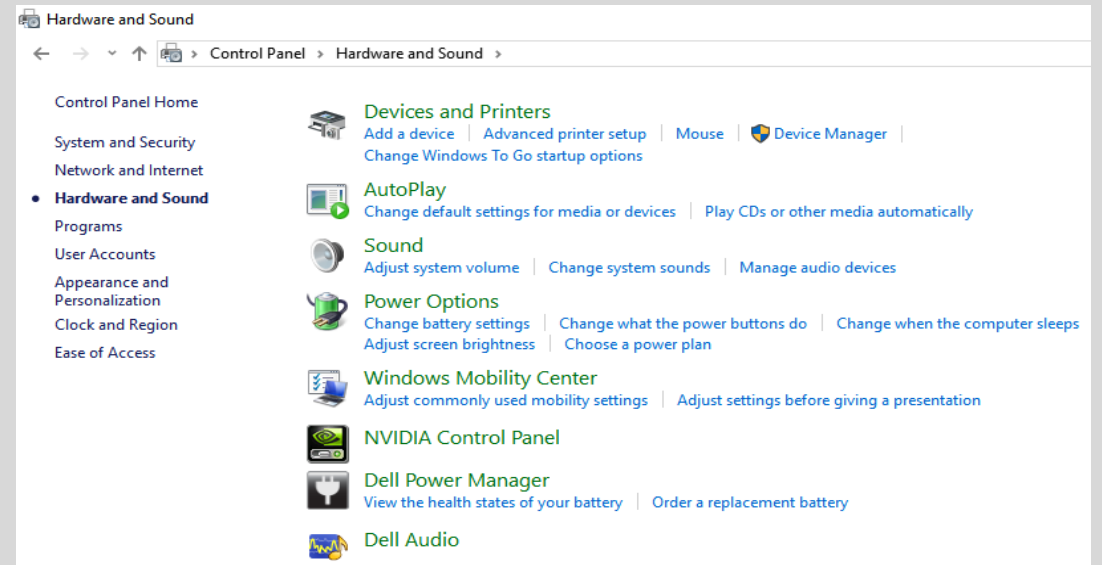 Hardware and Sound
Control Panel > Hardware and Sound >
Control Panel Home
System and Security
Network and Internet
Hardware and Sound
Programs
User Accounts
Appearance and
Personalization
Clock and Region
Ease of Access
Devices and Printers
Add a device | Advanced printer setup | Mouse | Device Manager |
Change Windows To Go startup options
AutoPlay
Change default settings for media or devices | Play CDs or other media automatically
Sound
Adjust system volume | Change system sounds | Manage audio devices
Power Options
Change battery settings | Change what the power buttons do | Change when the computer sleeps
Adjust screen brightness | Choose a power plan
Windows Mobility Center
Adjust commonly used mobility settings | Adjust settings before giving a presentation
NVIDIA Control Panel
Dell Power Manager
View the health states of your battery | Order a replacement battery
Dell Audio